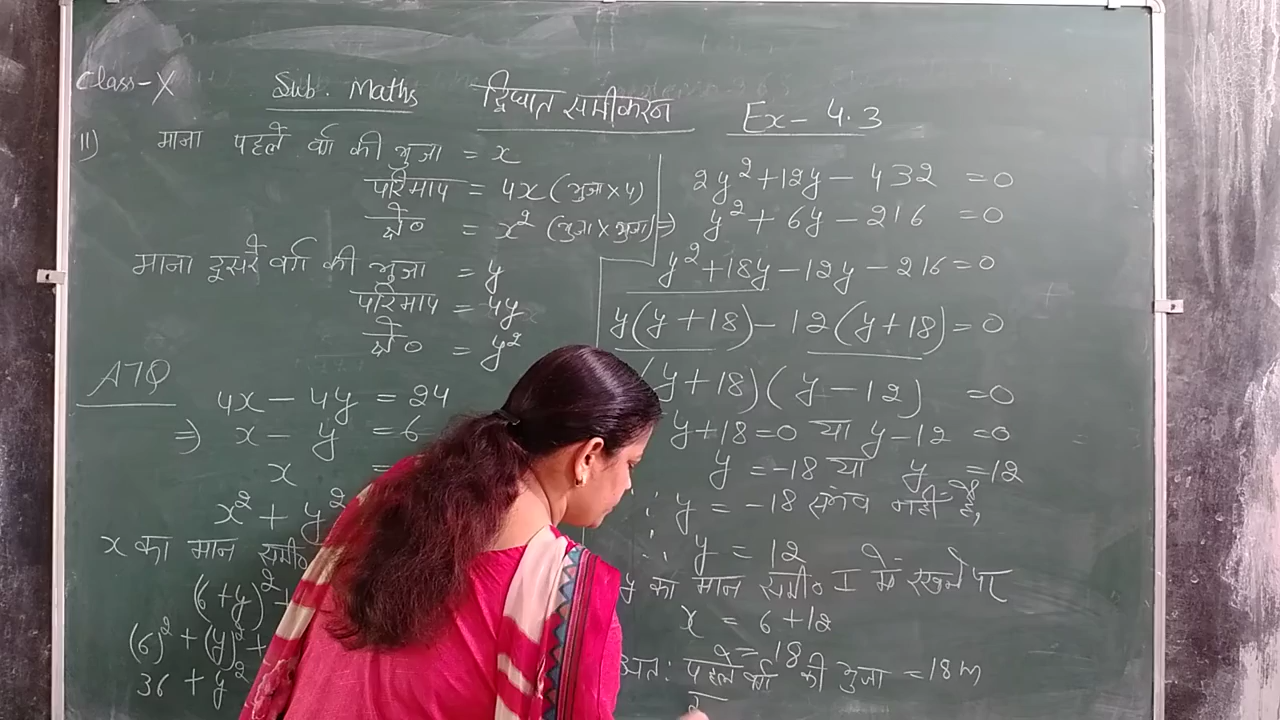 Class-X Sub. Maths द्विघात समीकरन Ex-4.3
11) माना पहले वर्ग की भुजा = x
परिमाप = 4x (भुजा×4)
क्षे० = x² (भुजा×भुजा)
माना दुसरे वर्ग की भुजा = y
परिमाप = 4y
क्षे० = y²
ATQ
4x - 4y = 24
⇒ x - y = 6
x =
x² + y²
x का मान समी०
(6+y)² +
(6)² + (y)² +
36 + y²
2y² + 12y - 432 = 0
⇒ y² + 6y - 216 = 0
y² + 18y - 12y - 216 = 0
y(y+18) - 12(y+18) = 0
(y+18)(y-12) = 0
y+18=0 या y-12=0
y = -18 या y = 12
∵ y = -18 संभव नहीं है,
∴ y = 12
y का मान समी० I में रखने पर
x = 6+12
x = 18
अत: पहले वर्ग की भुजा = 18m